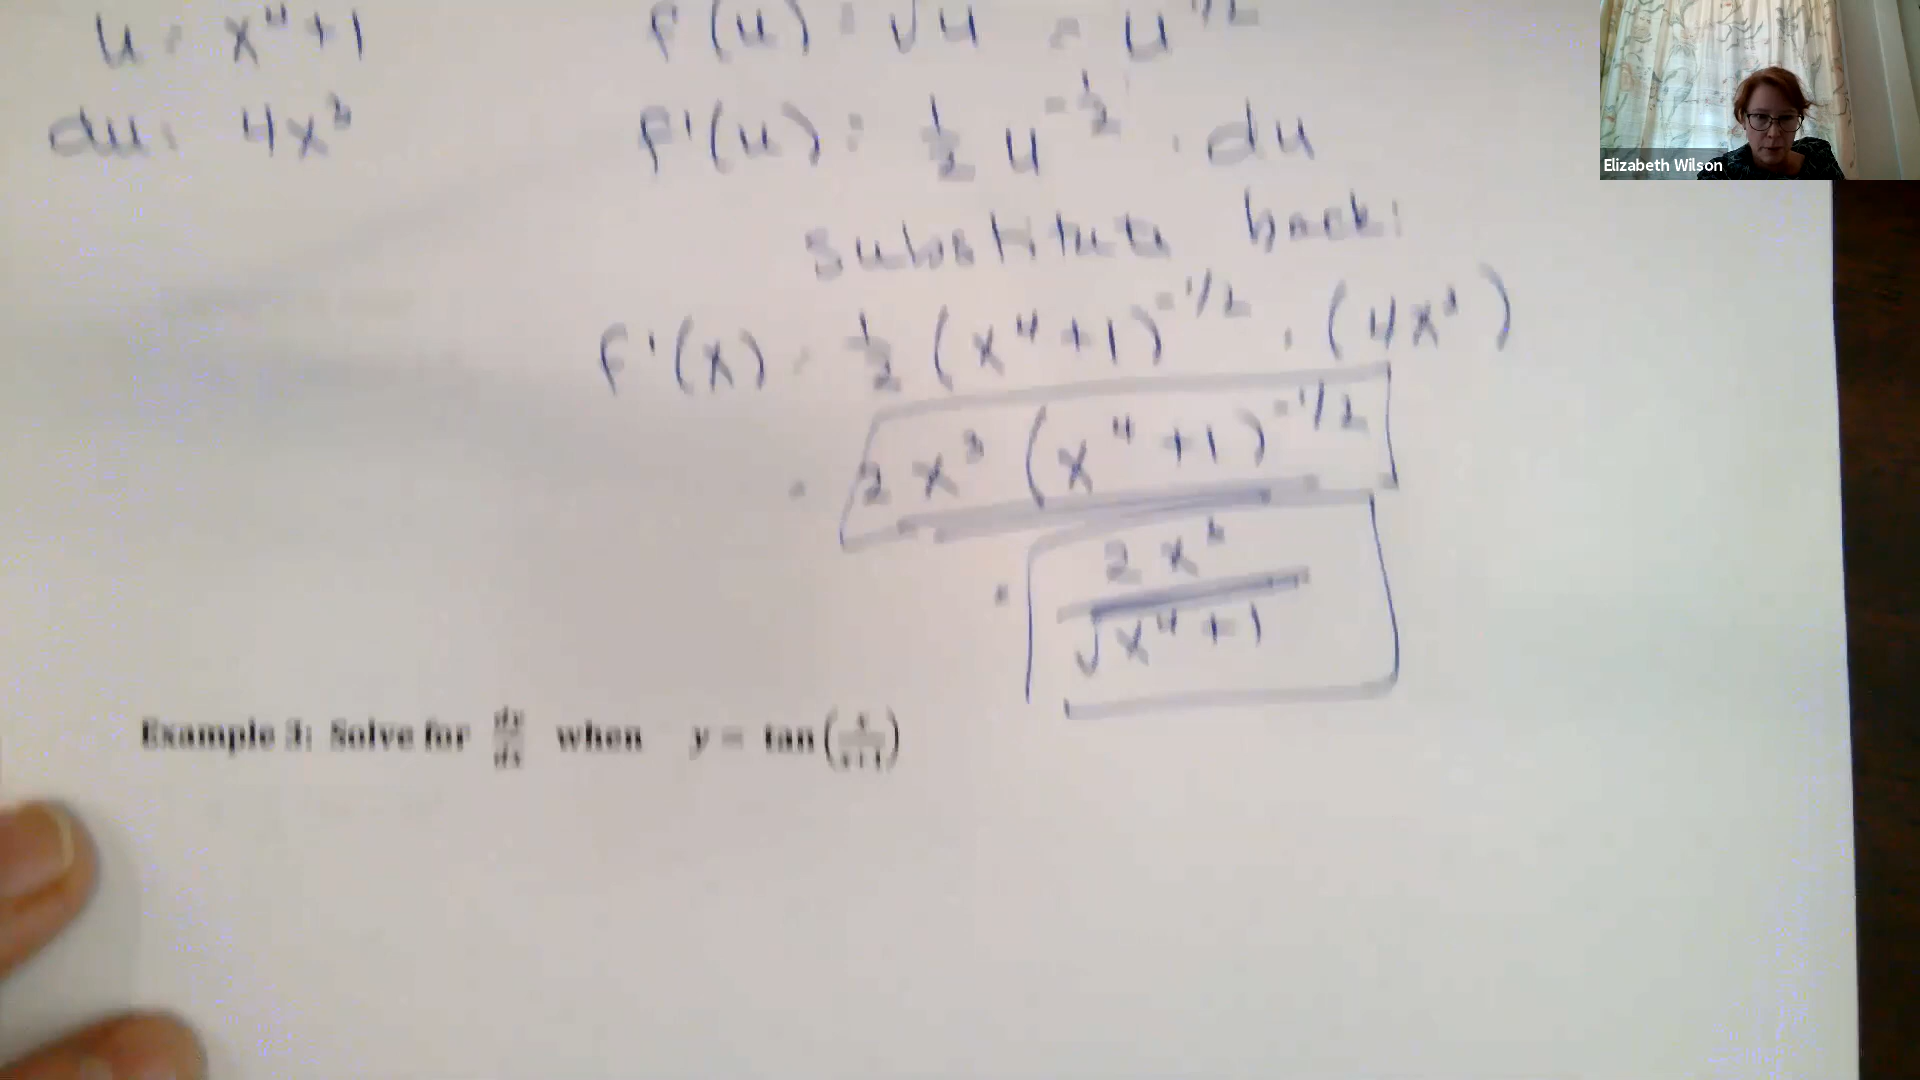 u = x⁴+1
f(u) = √u = u^1/2
du = 4x³
f'(u) = 1/2 u^-1/2 · du
substitute back:
f'(x) = 1/2 (x⁴+1)^-1/2 · (4x³)
= 2x³ (x⁴+1)^-1/2
= 2x³ / √x⁴+1
Example 3: Solve for dy/dx when y = tan(x/x+1)
Elizabeth Wilson